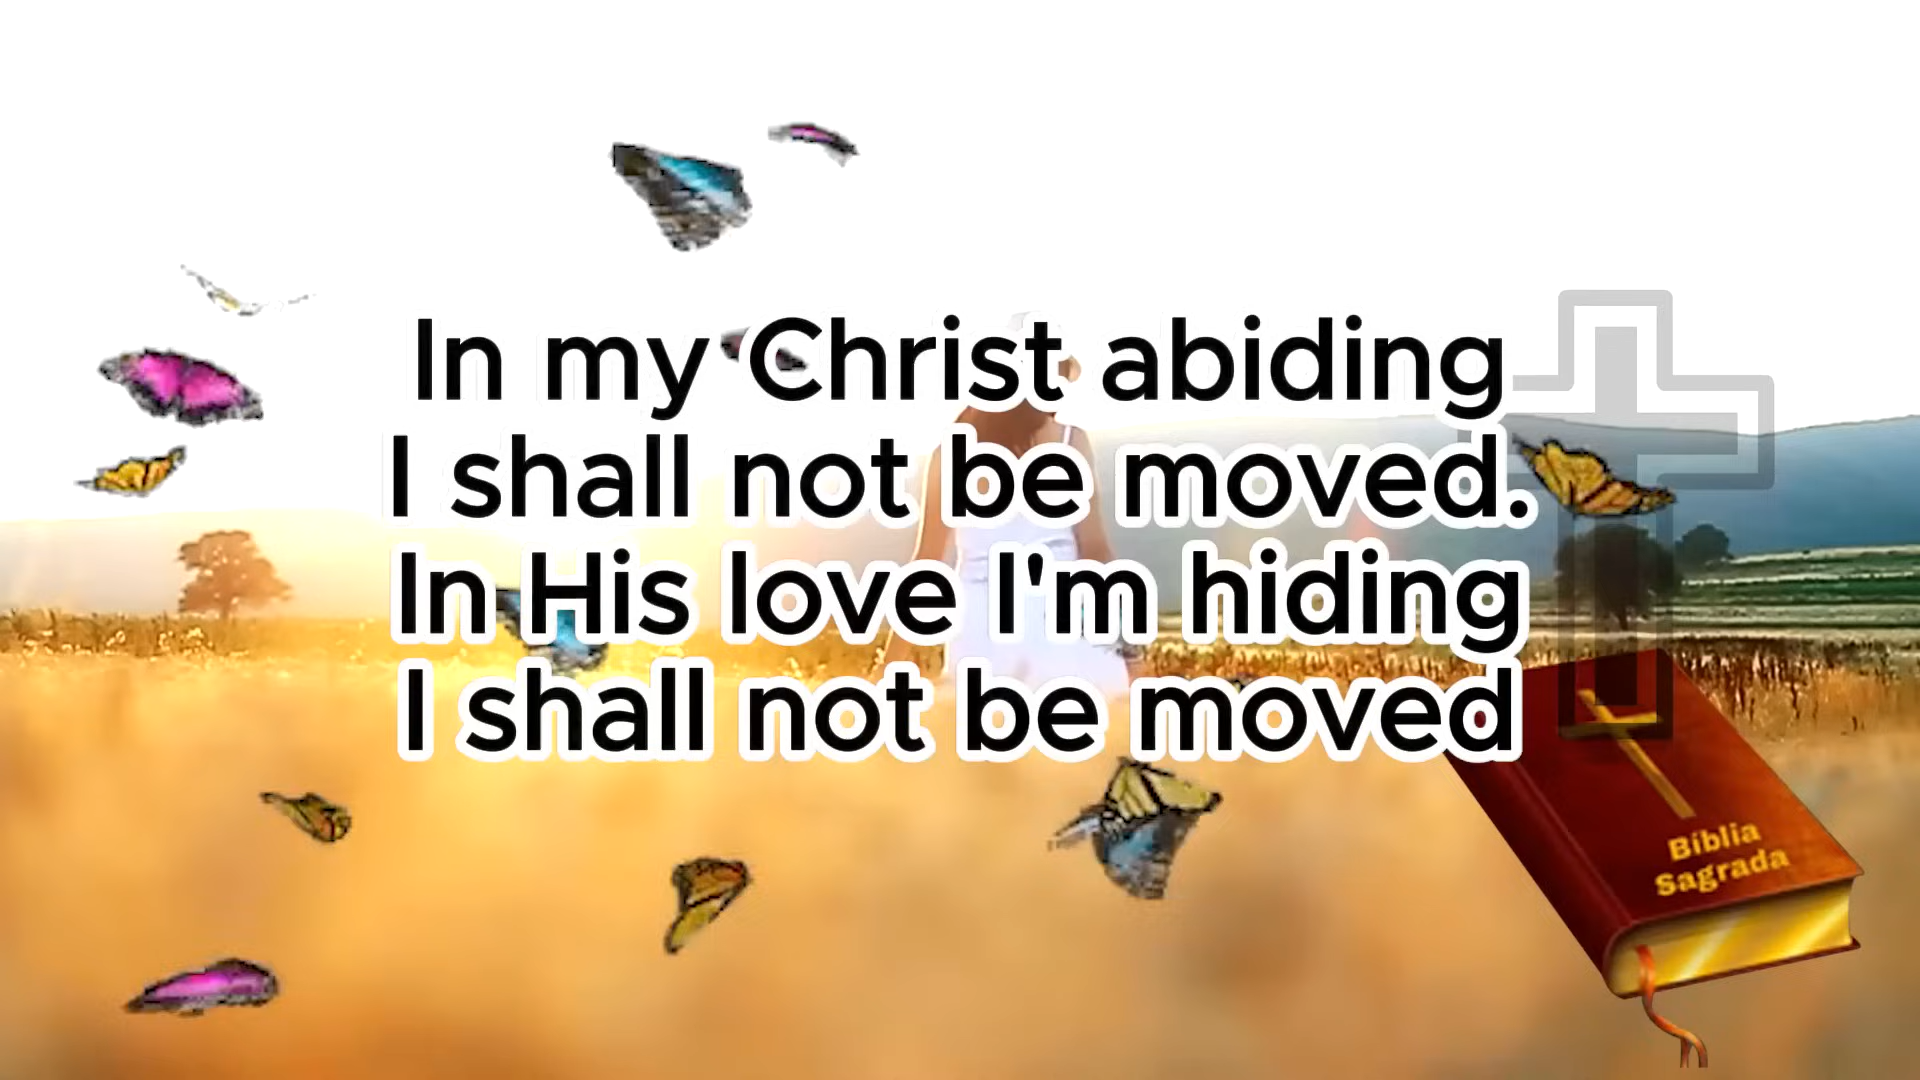 In my Christ abiding
I shall not be moved.
In His love I'm hiding
I shall not be moved
Bíblia
Sagrada